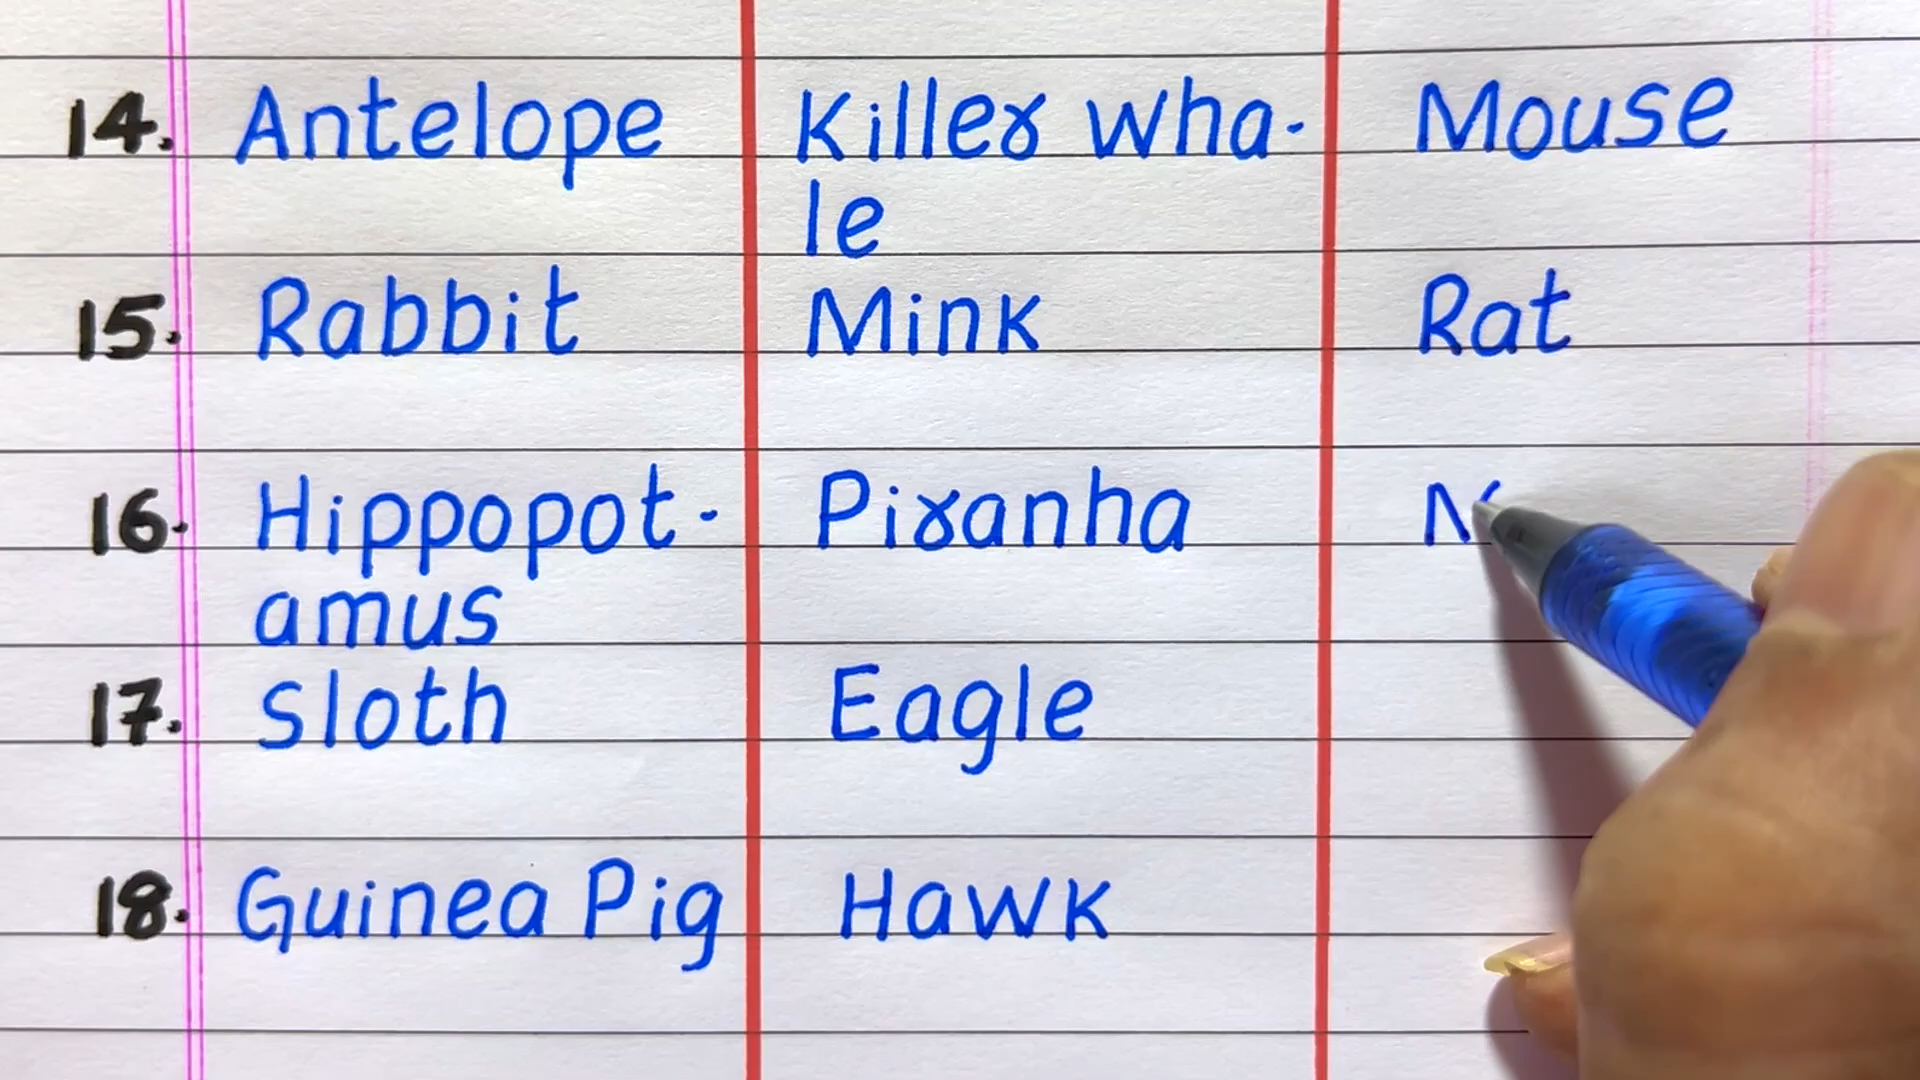 14. Antelope Killer wha- Mouse
le
15. Rabbit Mink Rat
16. Hippopot- Piranha
amus
17. Sloth Eagle
18. Guinea Pig Hawk